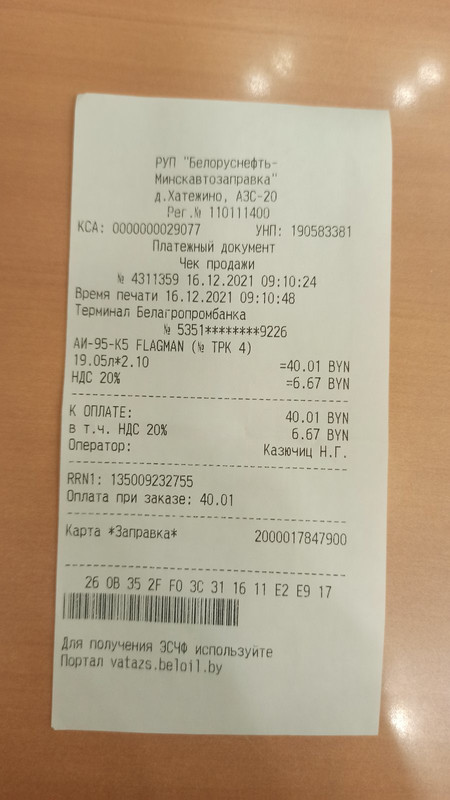 РУП "Белоруснефть-
Минскавтозаправка"
д.Хатежино, АЗС-20
Рег.№ 110111400
КСА: 0000000029077 УНП: 190583381
Платежный документ
Чек продажи
№ 4311359 16.12.2021 09:10:24
Время печати 16.12.2021 09:10:48
Терминал Белагропромбанка
№ 5351********9226
АИ-95-К5 FLAGMAN (№ ТРК 4)
19.05л*2.10 =40.01 BYN
НДС 20% =6.67 BYN
К ОПЛАТЕ: 40.01 BYN
в т.ч. НДС 20% 6.67 BYN
Оператор: Казючиц Н.Г.
RRN1: 135009232755
Оплата при заказе: 40.01
Карта *Заправка* 2000017847900
26 0B 35 2F F0 3C 31 16 11 E2 E9 17
Для получения ЭСЧФ используйте
Портал vatazs.beloil.by